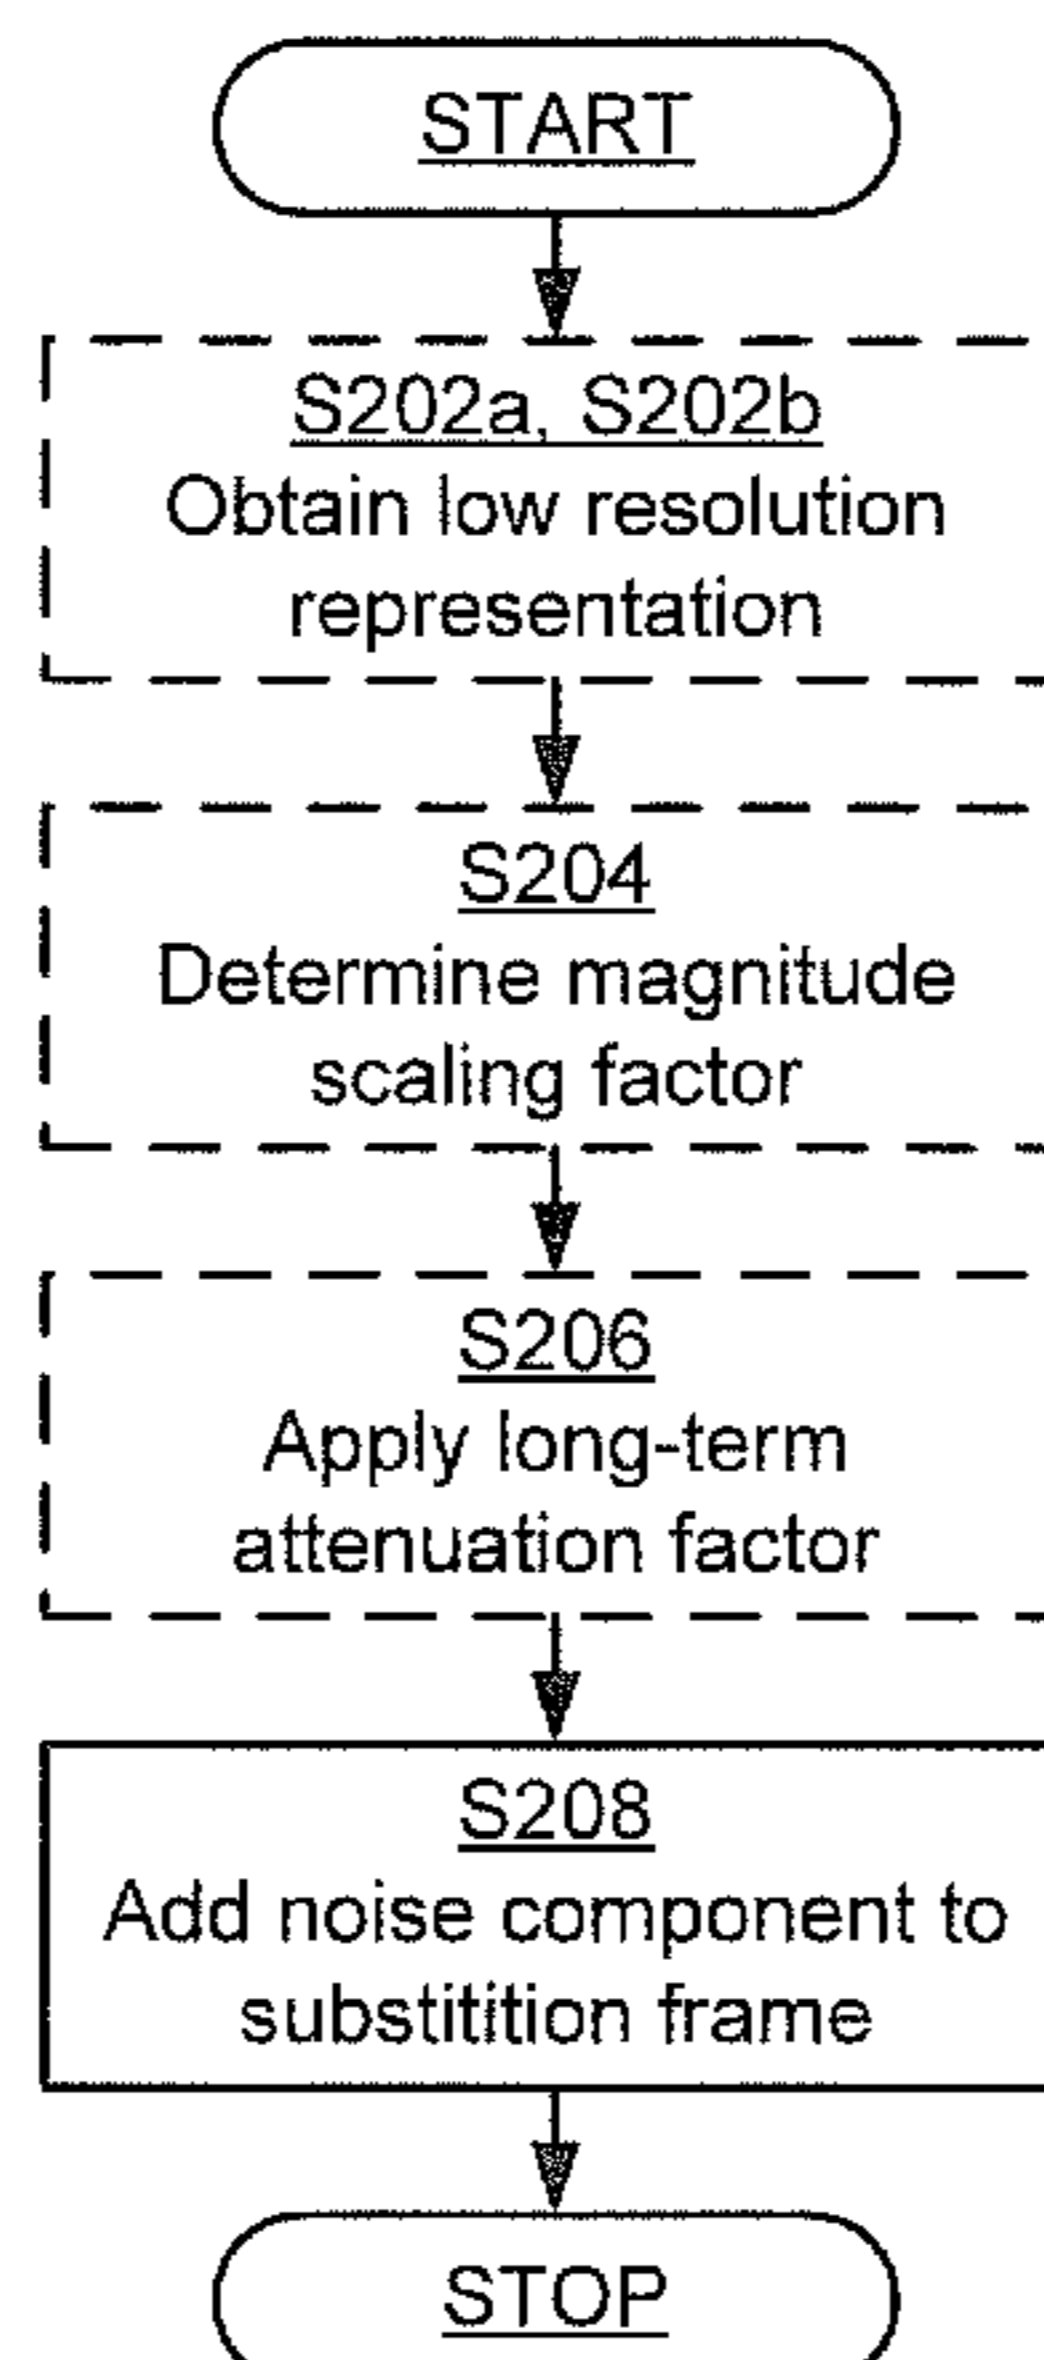 START
S202a, S202b
Obtain low resolution
representation
S204
Determine magnitude
scaling factor
S206
Apply long-term
attenuation factor
S208
Add noise component to
substitition frame
STOP